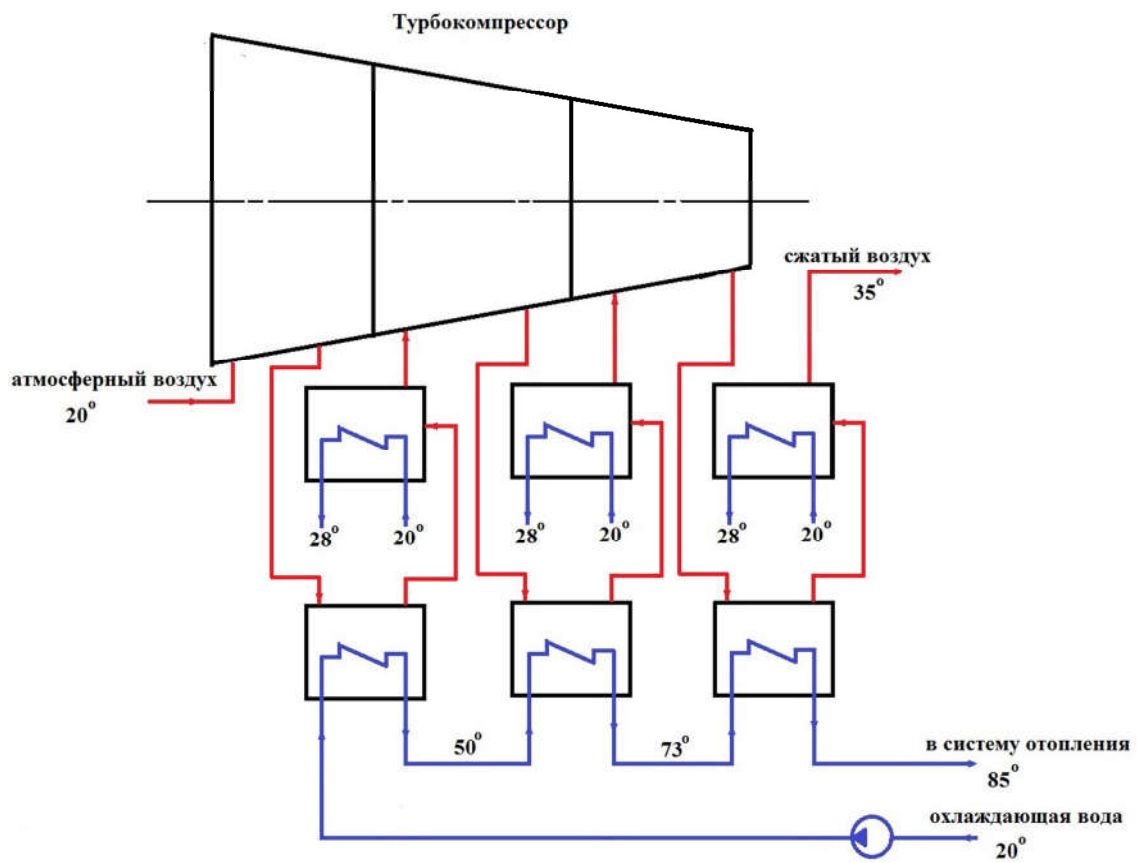 Турбокомпрессор
сжатый воздух
35°
атмосферный воздух
20°
28° 20° 28° 20° 28° 20°
50° 73°
в систему отопления
85°
охлаждающая вода
20°